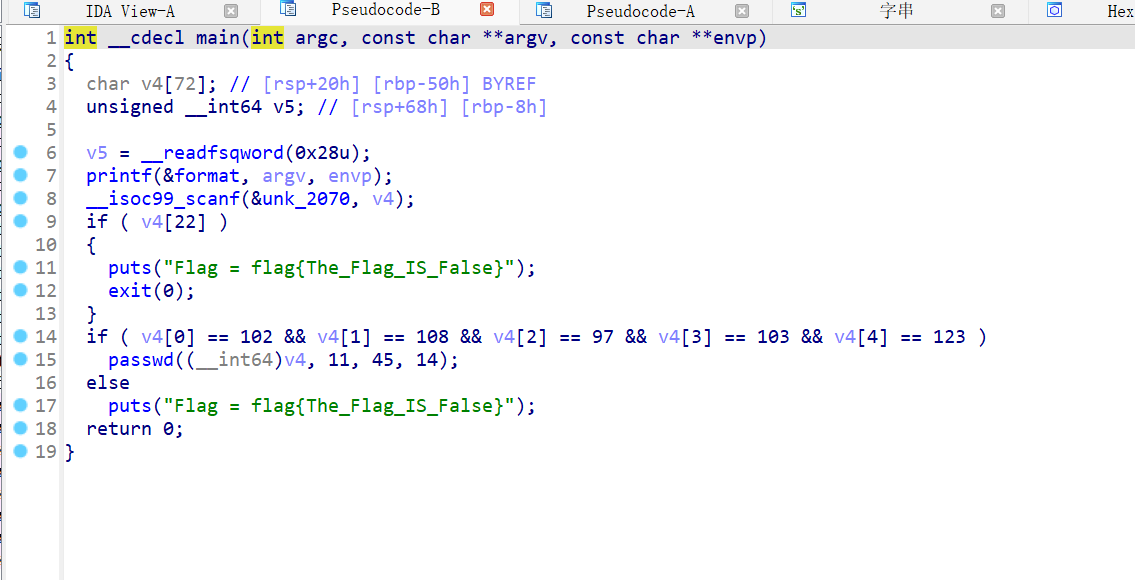 IDA View-A Pseudocode-B Pseudocode-A 字串 Hex
1 int __cdecl main(int argc, const char **argv, const char **envp)
2 {
3 char v4[72]; // [rsp+20h] [rbp-50h] BYREF
4 unsigned __int64 v5; // [rsp+68h] [rbp-8h]
5
6 v5 = __readfsqword(0x28u);
7 printf(&format, argv, envp);
8 __isoc99_scanf(&unk_2070, v4);
9 if ( v4[22] )
10 {
11 puts("Flag = flag{The_Flag_IS_False}");
12 exit(0);
13 }
14 if ( v4[0] == 102 && v4[1] == 108 && v4[2] == 97 && v4[3] == 103 && v4[4] == 123 )
15 passwd((__int64)v4, 11, 45, 14);
16 else
17 puts("Flag = flag{The_Flag_IS_False}");
18 return 0;
19 }